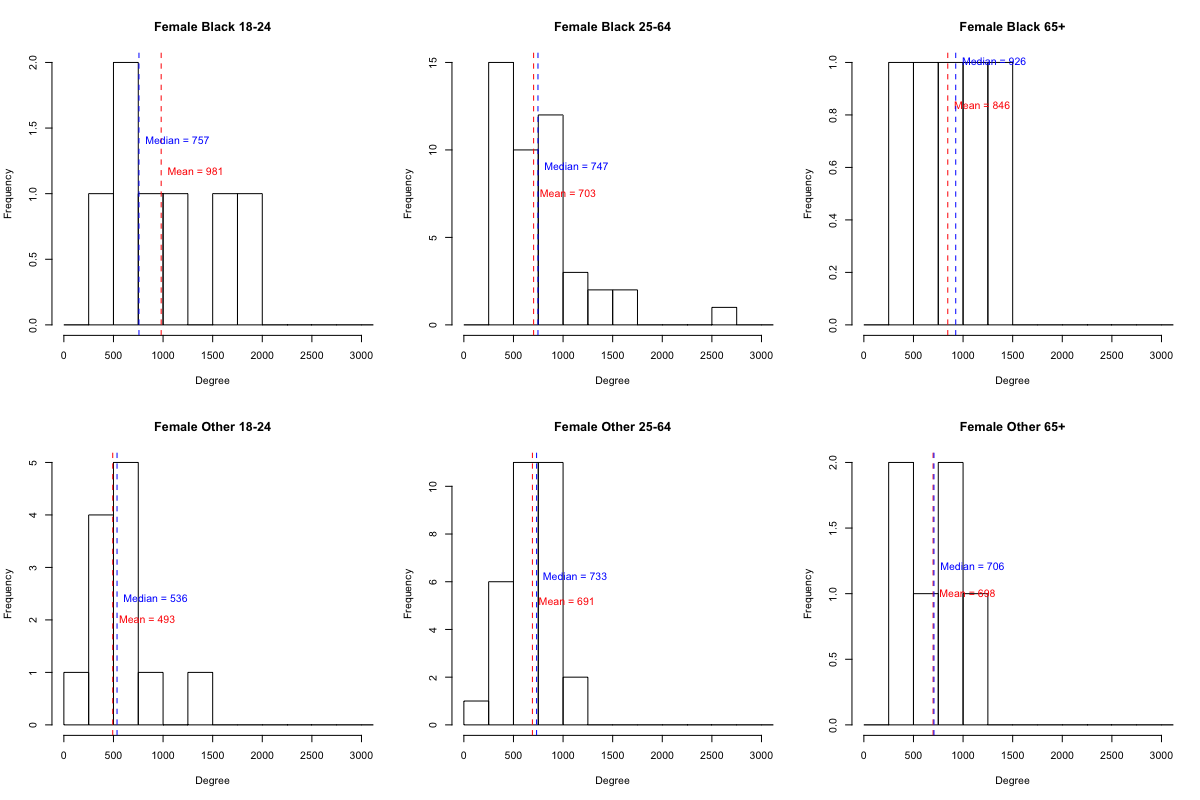 Female Black 18-24
Frequency
2.0
1.5
1.0
0.5
0.0
Median = 757
Mean = 981
0 500 1000 1500 2000 3000
Degree
Female Black 25-64
Frequency
15
10
5
0
Median = 747
Mean = 703
0 500 1000 1500 2000 3000
Degree
Female Black 65+
Frequency
1.0
0.8
0.6
0.4
0.2
0.0
Median = 926
Mean = 846
0 500 1000 1500 2000 3000
Degree
Female Other 18-24
Frequency
5
4
3
2
1
0
Median = 536
Mean = 493
0 500 1000 1500 2000 3000
Degree
Female Other 25-64
Frequency
10
8
6
4
2
0
Median = 733
Mean = 691
0 500 1000 1500 2000 3000
Degree
Female Other 65+
Frequency
2.0
1.5
1.0
0.5
0.0
Median = 706
Mean = 698
0 500 1000 1500 2000 3000
Degree